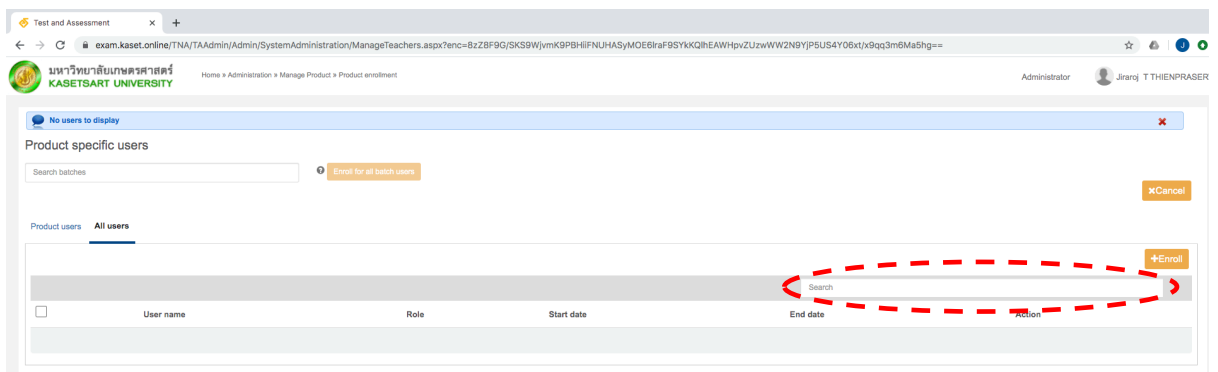 Test and Assessment
exam.kaset.online/TNA/TAAdmin/Admin/SystemAdministration/ManageTeachers.aspx?enc=8zZ8F9G/SKS9WjvmK9PBHiiFNUHASyMOE6lraF9SYkKQlhEAWHpvZUzwWW2N9YjP5US4Y06xt/x9qq3m6Ma5hg==
มหาวิทยาลัยเกษตรศาสตร์
KASETSART UNIVERSITY
Home » Administration » Manage Product » Product enrollment
Administrator
Jiraroj T THIENPRASER
No users to display
Product specific users
Search batches
Enroll for all batch users
Cancel
Product users All users
+Enroll
Search
User name Role Start date End date Action